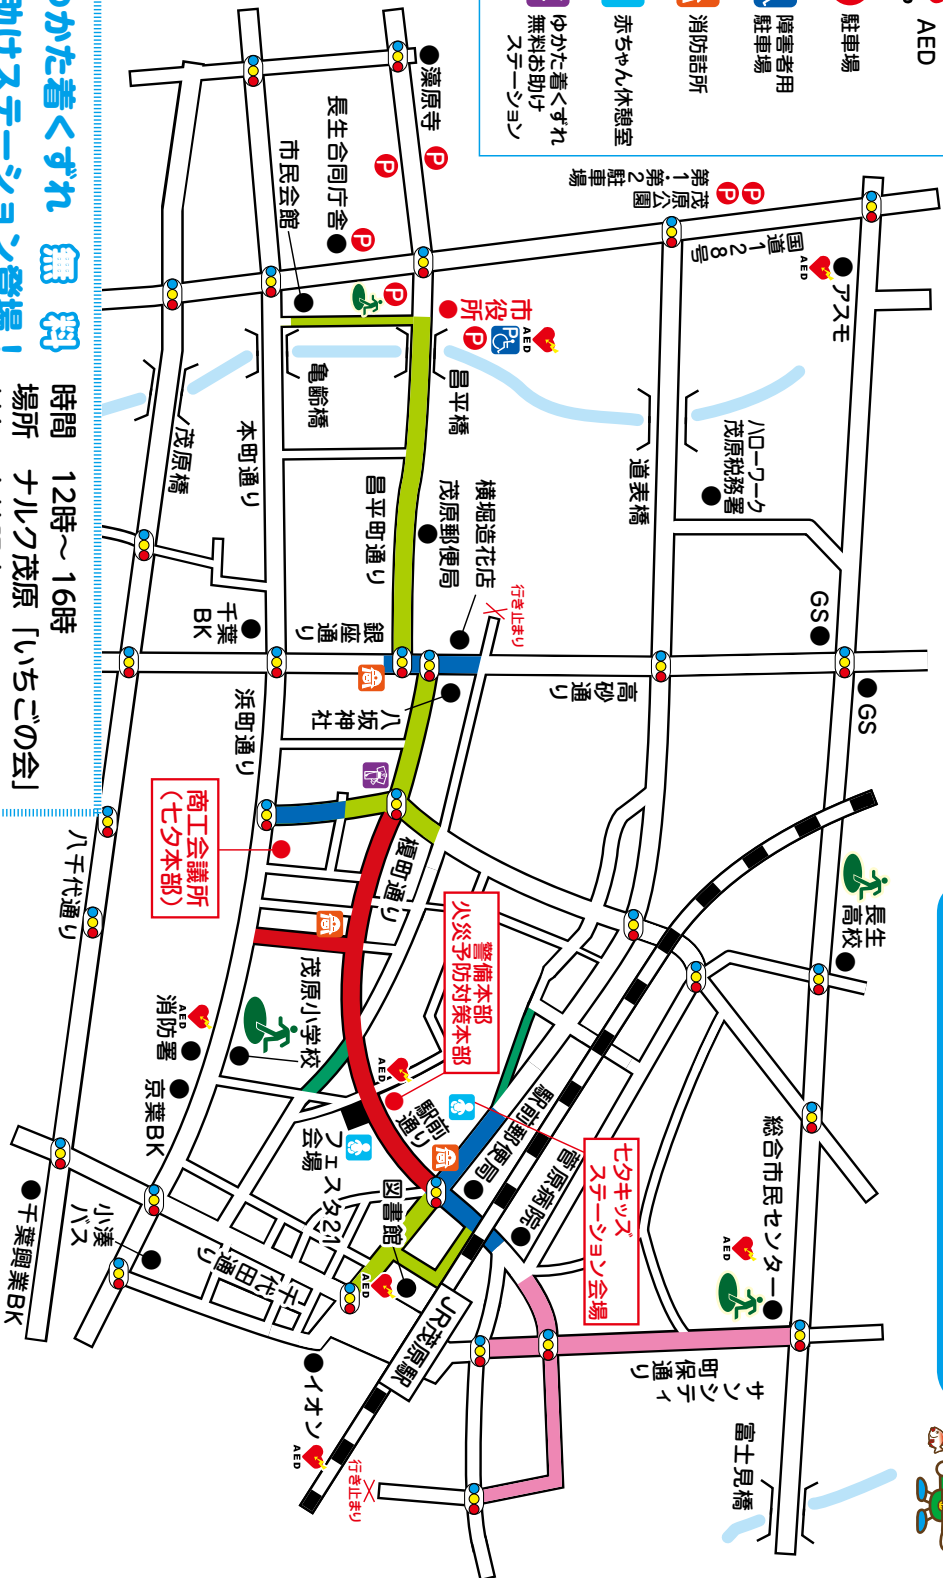 AED
駐車場
障害者用
駐車場
消防詰所
赤ちゃん休憩室
ゆかた着くずれ
無料お助け
ステーション
ゆかた着くずれ 無料
お助けステーション登場!
時間 12時~16時
場所 ナルク茂原「いちごの会」
藻原寺
P
P
長生合同庁舎
P
市民会館
P
茂原公園
第1・第2駐車場
P
P
国道128号
アスモ
AED
市役所
P
P
AED
昌平橋
亀齢橋
茂原橋
道表橋
ハローワーク
茂原税務署
本町通り
昌平町通り
茂原郵便局
横堀造花店
行き止まり
千葉
BK
銀座通り
八坂神社
高砂通り
GS
GS
浜町通り
商工会議所
(七夕本部)
榎町通り
八千代通り
長生
高校
警備本部
火災予防対策本部
茂原小学校
AED
消防署
京葉BK
AED
駅前
通り
フェスタ21
会場
図書館
AED
駅前郵便局
菅原病院
七夕キッズ
ステーション会場
総合市民センター
AED
小湊
バス
千代田通り
千葉興業BK
JR茂原駅
イオン
AED
行き止まり
サンシティ
町保通り
富士見橋